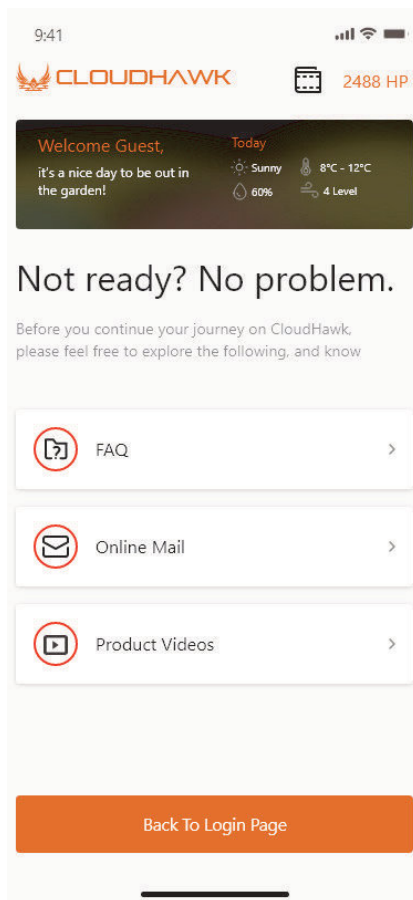 9:41
CLOUDHAWK
2488 HP
Welcome Guest,
it's a nice day to be out in
the garden!
Today
Sunny
8°C - 12°C
60%
4 Level
Not ready? No problem.
Before you continue your journey on CloudHawk,
please feel free to explore the following, and know
FAQ
Online Mail
Product Videos
Back To Login Page